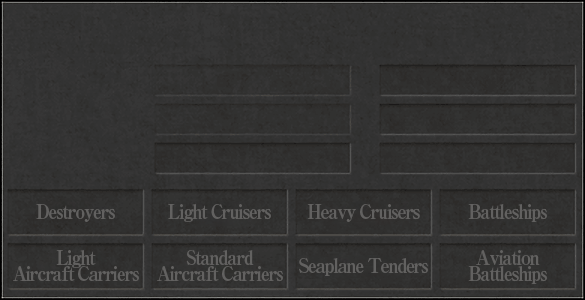 Destroyers
Light Cruisers
Heavy Cruisers
Battleships
Light
Aircraft Carriers
Standard
Aircraft Carriers
Seaplane Tenders
Aviation
Battleships